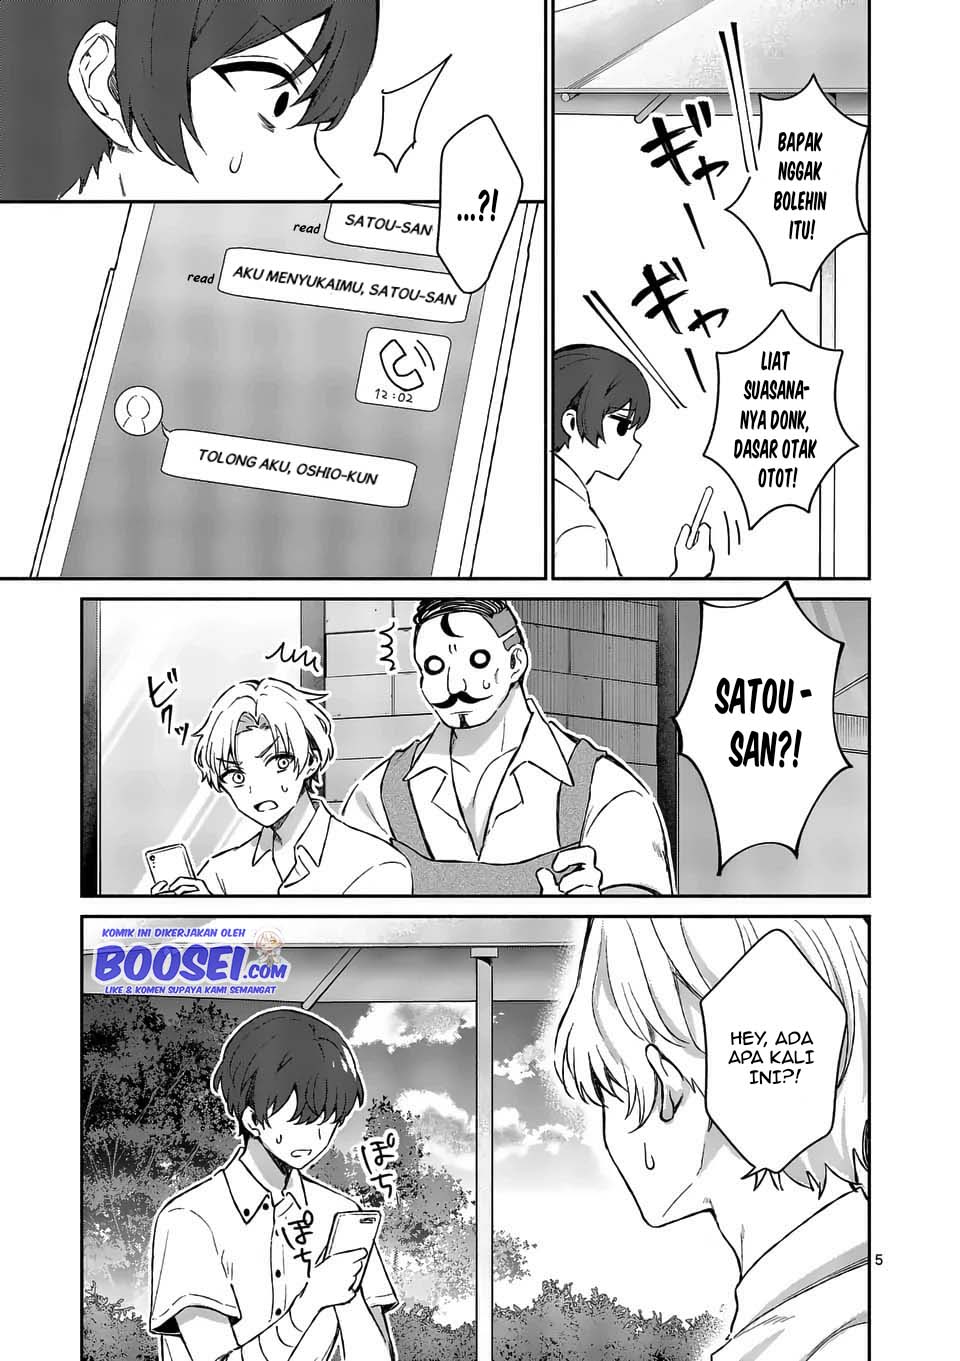 BAPAK
NGGAK
BOLEHIN
ITU!
ギャー
ギャー
LIAT
SUASANA-
NYA DONK,
DASAR OTAK
OTOT!
...?!
read
SATOU-SAN
read
AKU MENYUKAIMU, SATOU-SAN
12:02
TOLONG AKU, OSHIO-KUN
SATOU-
SAN?!
ビクッ
KOMIK INI DIKERJAKAN OLEH
BOOSEI.COM
LIKE & KOMEN SUPAYA KAMI SEMANGAT
HEY, ADA
APA KALI
INI?!
ぽち
ぽち
5